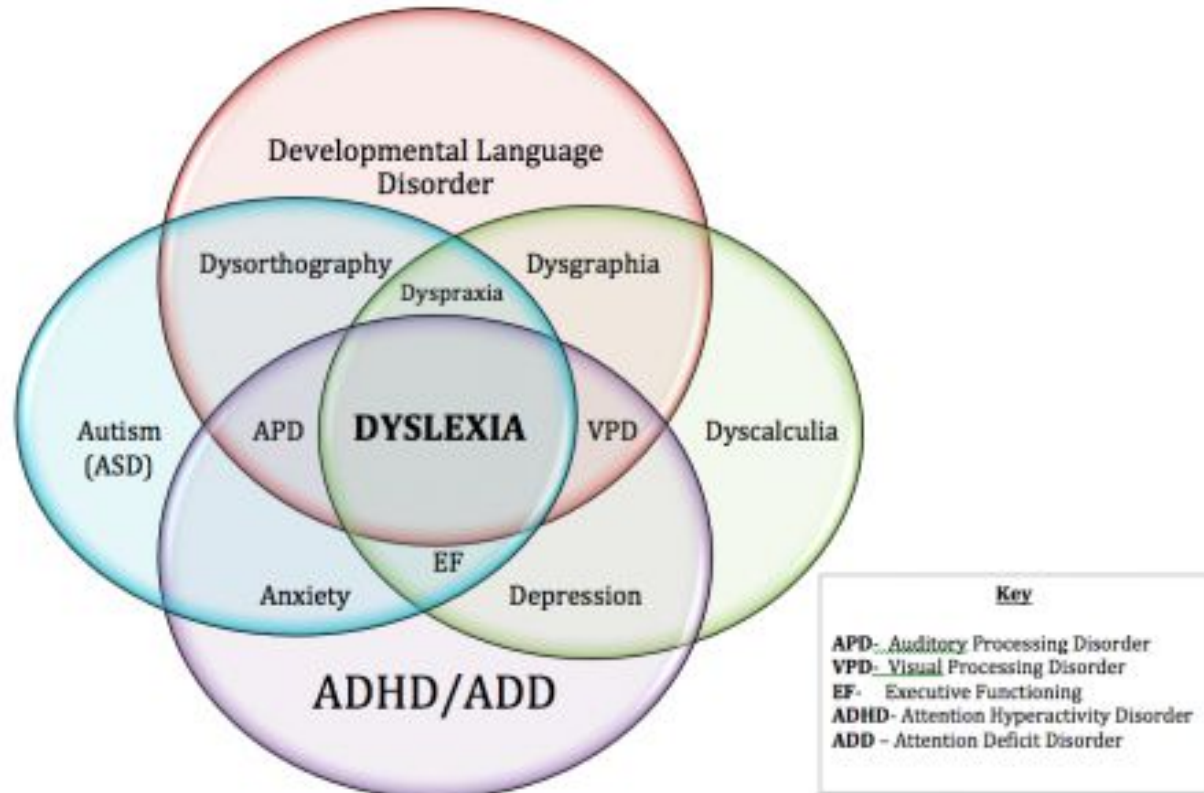 Developmental Language
Disorder
Dysorthography
Dysgraphia
Dyspraxia
Autism
(ASD)
APD
DYSLEXIA
VPD
Dyscalculia
EF
Anxiety
Depression
ADHD/ADD
Key
APD- Auditory Processing Disorder
VPD- Visual Processing Disorder
EF- Executive Functioning
ADHD- Attention Hyperactivity Disorder
ADD – Attention Deficit Disorder